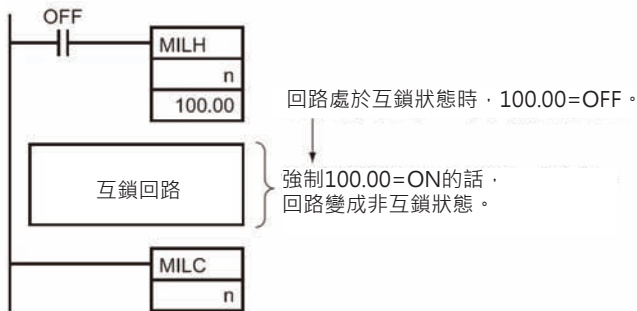 OFF
MILH
n
100.00
回路處於互鎖狀態時，100.00=OFF。
互鎖回路
強制100.00=ON的話，
回路變成非互鎖狀態。
MILC
n